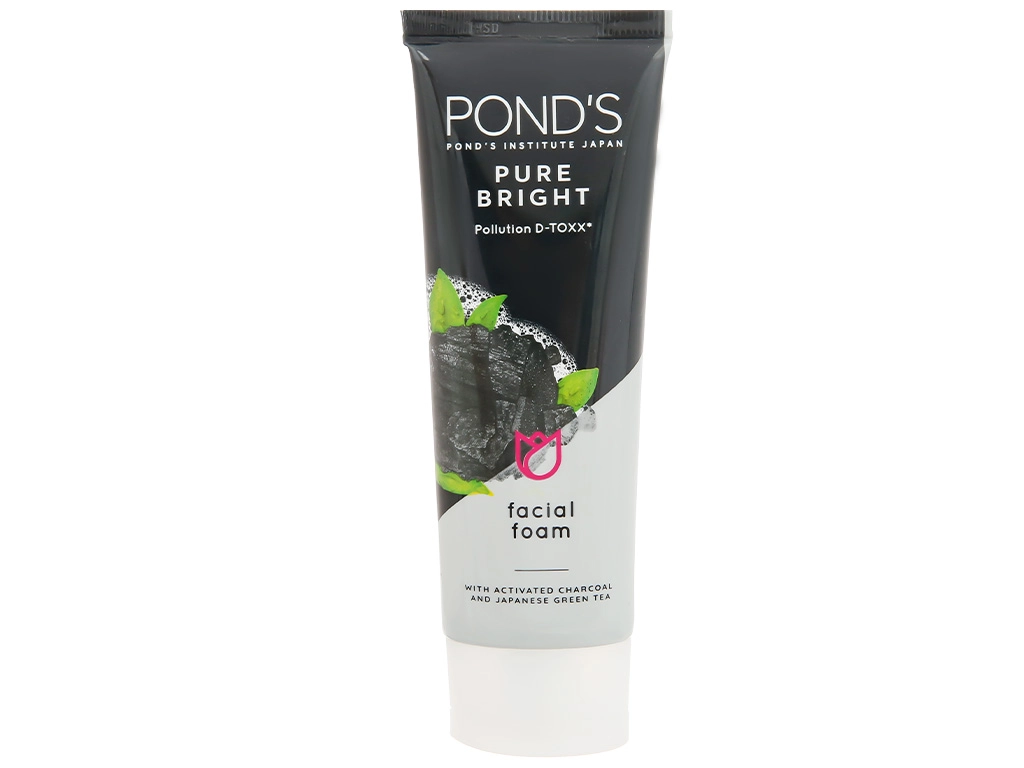 POND'S
POND'S INSTITUTE JAPAN
PURE
BRIGHT
Pollution D-TOXX*
facial
foam
WITH ACTIVATED CHARCOAL
AND JAPANESE GREEN TEA